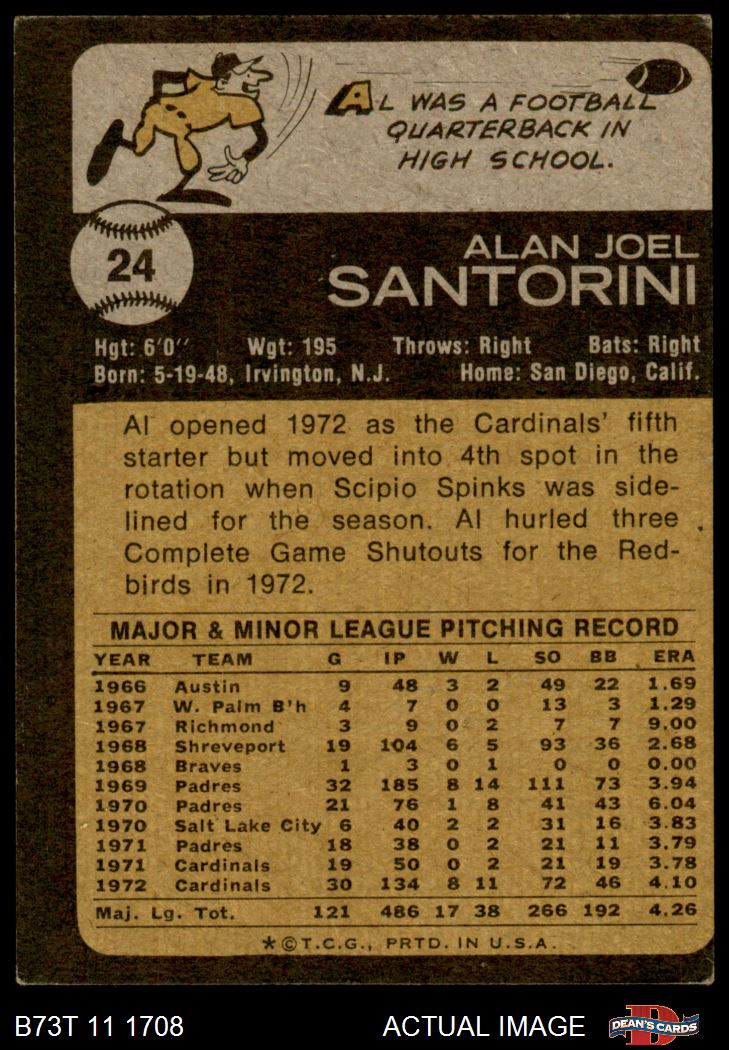 AL WAS A FOOTBALL
QUARTERBACK IN
HIGH SCHOOL.
24
ALAN JOEL
SANTORINI
Hgt: 6'0" Wgt: 195 Throws: Right Bats: Right
Born: 5-19-48, Irvington, N.J. Home: San Diego, Calif.
Al opened 1972 as the Cardinals' fifth
starter but moved into 4th spot in the
rotation when Scipio Spinks was side-
lined for the season. Al hurled three
Complete Game Shutouts for the Red-
birds in 1972.
MAJOR & MINOR LEAGUE PITCHING RECORD
YEAR TEAM G IP W L SO BB ERA
1966 Austin 9 48 3 2 49 22 1.69
1967 W. Palm B'h 4 7 0 0 13 3 1.29
1967 Richmond 3 9 0 2 7 7 9.00
1968 Shreveport 19 104 6 5 93 36 2.68
1968 Braves 1 3 0 1 0 0 0.00
1969 Padres 32 185 8 14 111 73 3.94
1970 Padres 21 76 1 8 41 43 6.04
1970 Salt Lake City 6 40 2 2 31 16 3.83
1971 Padres 18 38 0 2 21 11 3.79
1971 Cardinals 19 50 0 2 21 19 3.78
1972 Cardinals 30 134 8 11 72 46 4.10
Maj. Lg. Tot. 121 486 17 38 266 192 4.26
*©T.C.G., PRTD. IN U.S.A.
B73T 11 1708 ACTUAL IMAGE D DEAN'S CARDS